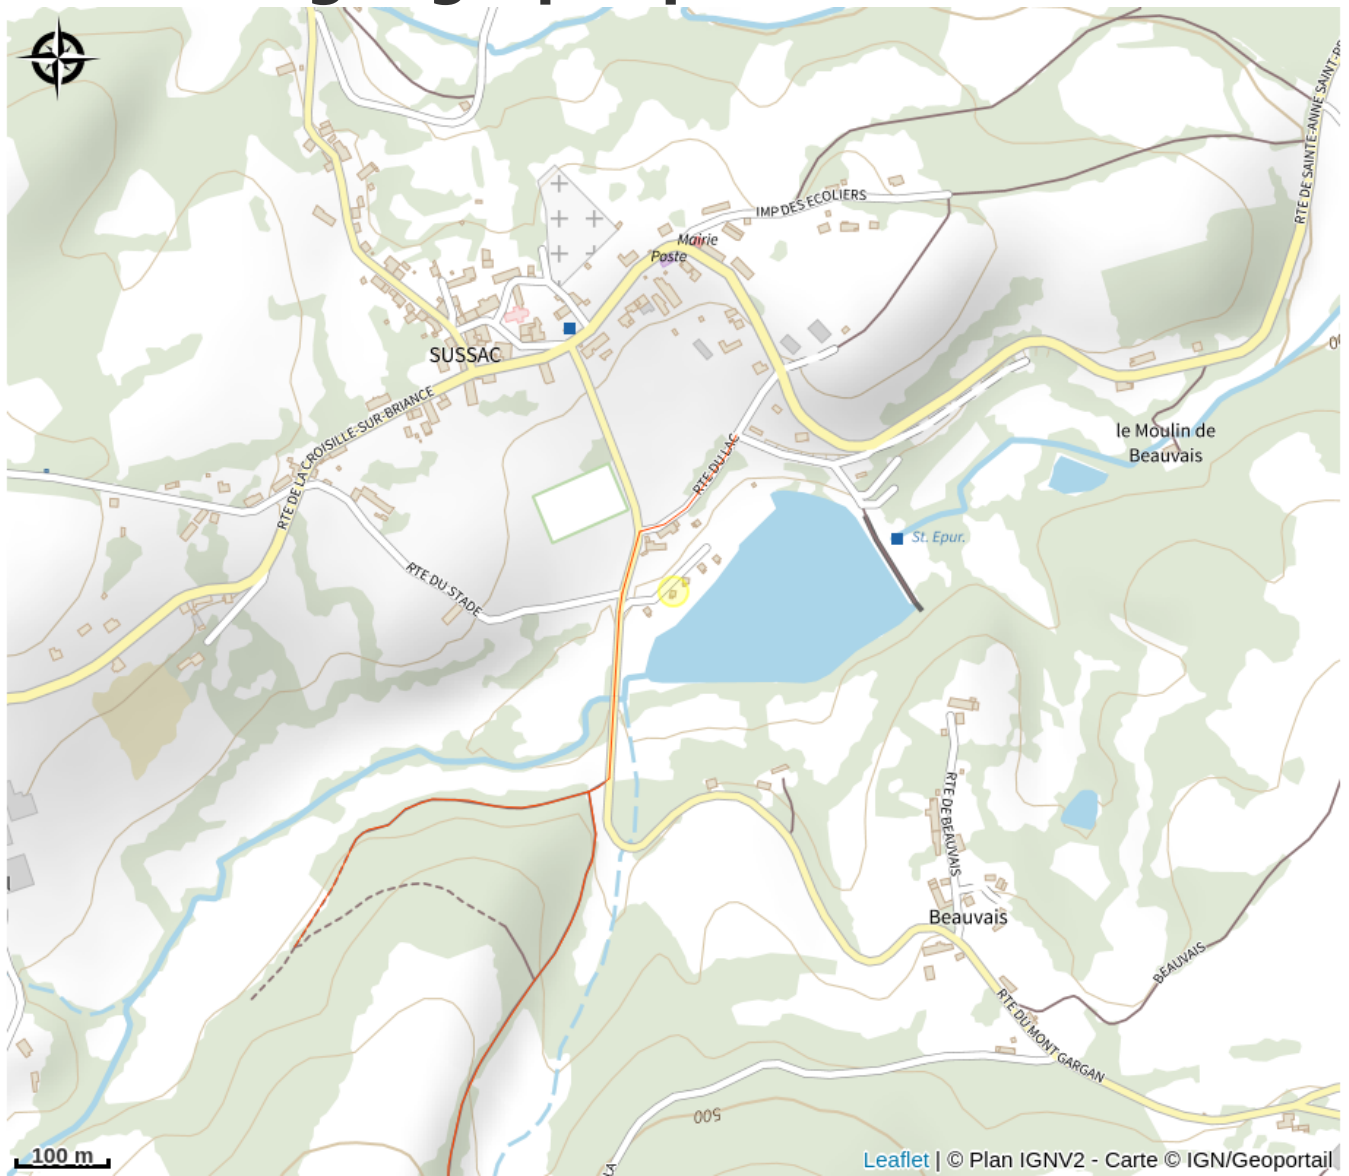 RTE DE SAINTE-ANNE SAINT-PR
IMP DES ECOLIERS
Mairie
Poste
SUSSAC
RTE DE LA CROISILLE-SUR-BRIANCE
RTE DU LAC
le Moulin de
Beauvais
St. Epur.
RTE DU STADE
RTE DE BEAUVAIS
Beauvais
BEAUVAIS
RTE DU MONT GARGAN
500
LA
100 m
Leaflet | © Plan IGNV2 - Carte © IGN/Geoportail